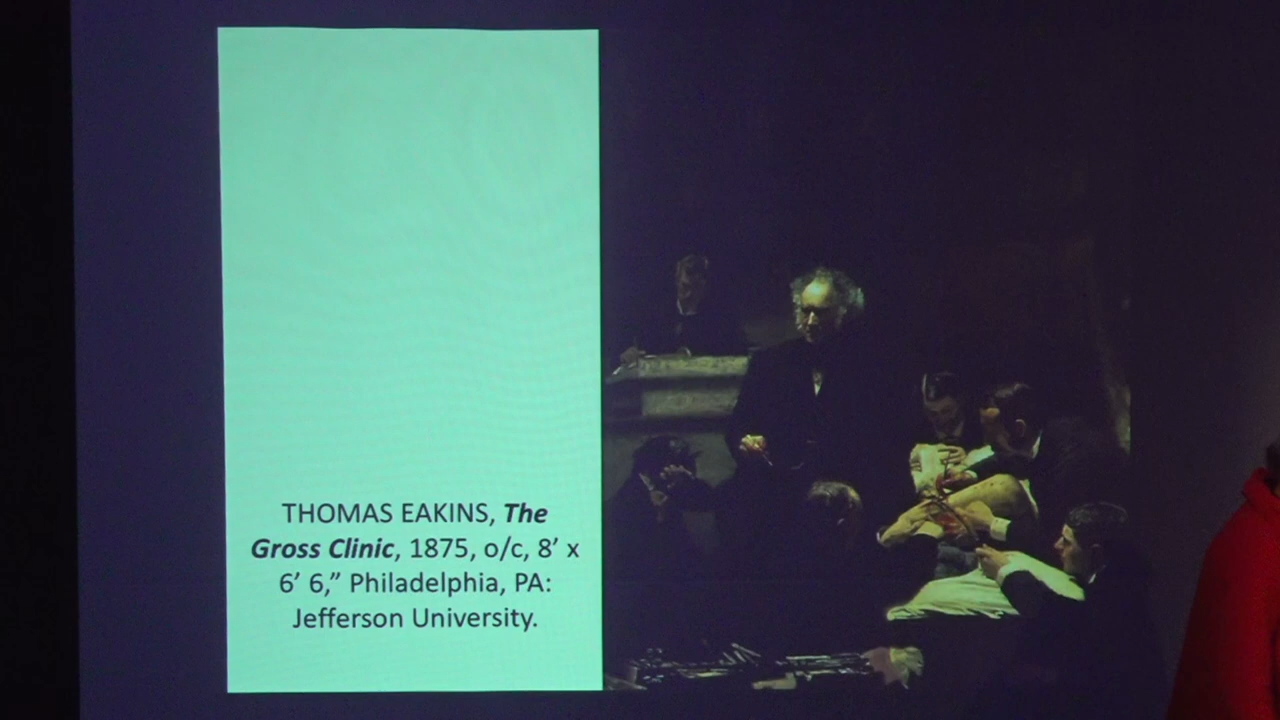 THOMAS EAKINS, The
Gross Clinic, 1875, o/c, 8’ x
6’ 6,” Philadelphia, PA:
Jefferson University.